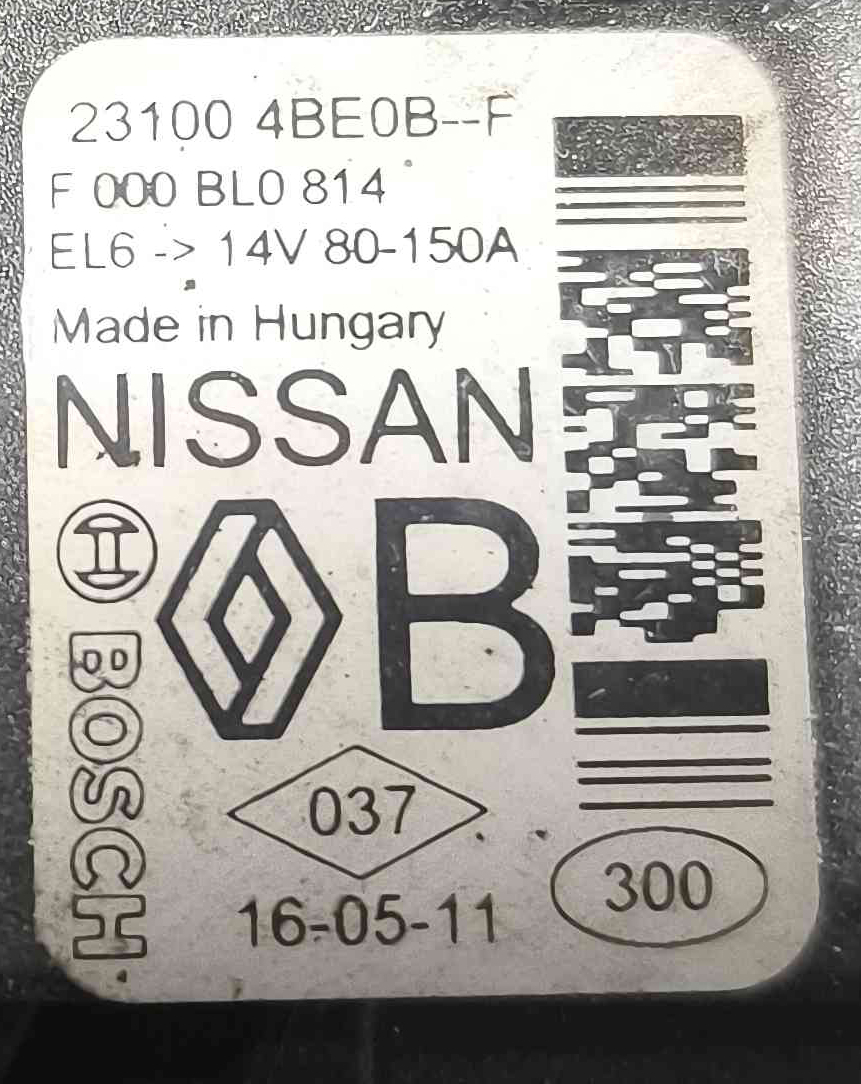 23100 4BE0B--F
F 000 BL0 814
EL6 -> 14V 80-150A
Made in Hungary
NISSAN
B
BOSCH
037
16-05-11
300